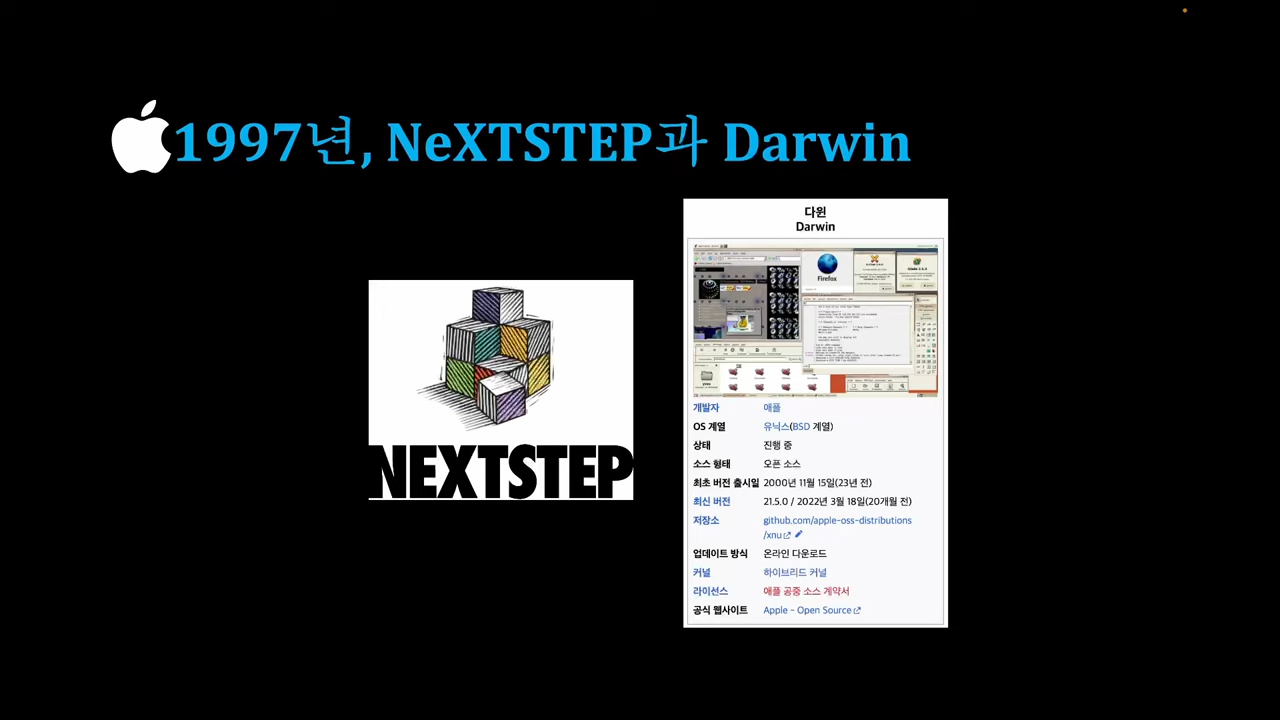 1997년, NeXTSTEP과 Darwin
NEXTSTEP
다윈
Darwin
Firefox
개발자 애플
OS 계열 유닉스(BSD 계열)
상태 진행 중
소스 형태 오픈 소스
최초 버전 출시일 2000년 11월 15일(23년 전)
최신 버전 21.5.0 / 2022년 3월 18일(20개월 전)
저장소 github.com/apple-oss-distributions
/xnu
업데이트 방식 온라인 다운로드
커널 하이브리드 커널
라이선스 애플 공중 소스 계약서
공식 웹사이트 Apple - Open Source